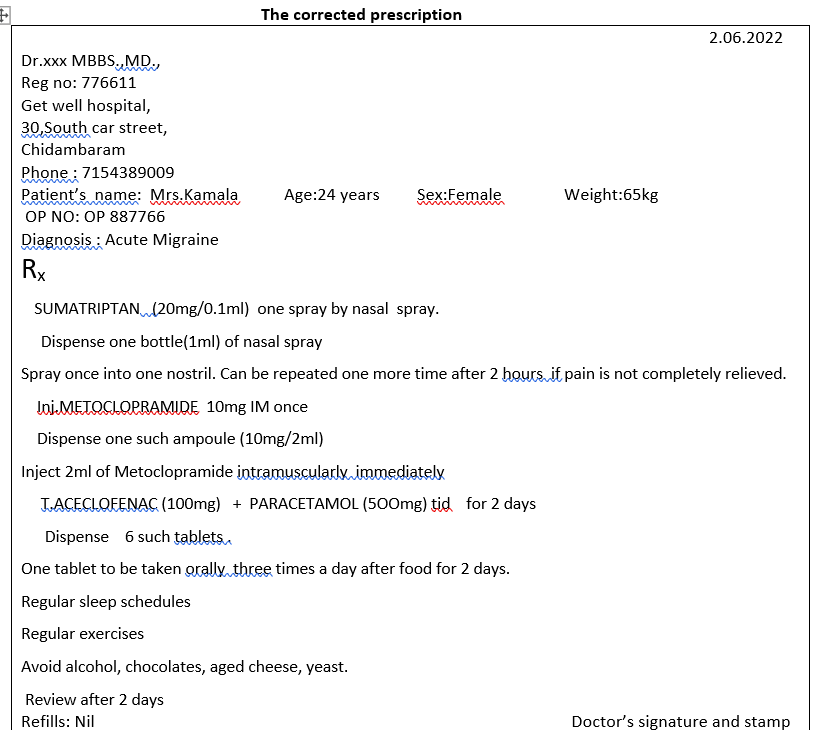 The corrected prescription
2.06.2022
Dr.xxx MBBS.,MD.,
Reg no: 776611
Get well hospital,
30,South car street,
Chidambaram
Phone : 7154389009
Patient’s name: Mrs.Kamala Age:24 years Sex:Female Weight:65kg
OP NO: OP 887766
Diagnosis : Acute Migraine
Rx
SUMATRIPTAN (20mg/0.1ml) one spray by nasal spray.
Dispense one bottle(1ml) of nasal spray
Spray once into one nostril. Can be repeated one more time after 2 hours if pain is not completely relieved.
Inj.METOCLOPRAMIDE 10mg IM once
Dispense one such ampoule (10mg/2ml)
Inject 2ml of Metoclopramide intramuscularly immediately
T.ACECLOFENAC (100mg) + PARACETAMOL (5OOmg) tid for 2 days
Dispense 6 such tablets .
One tablet to be taken orally three times a day after food for 2 days.
Regular sleep schedules
Regular exercises
Avoid alcohol, chocolates, aged cheese, yeast.
Review after 2 days
Refills: Nil Doctor’s signature and stamp